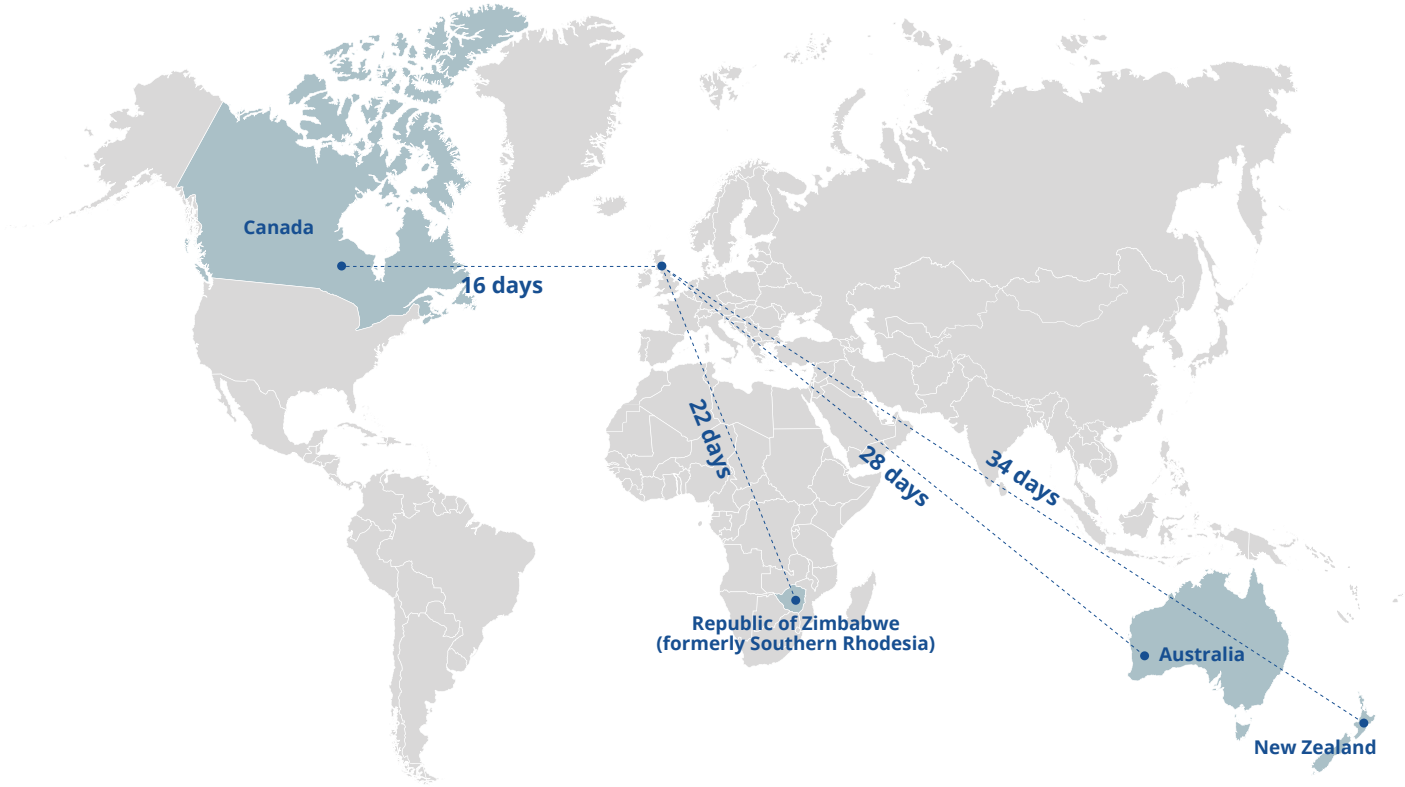 Canada
16 days
22 days
28 days
34 days
Republic of Zimbabwe
(formerly Southern Rhodesia)
Australia
New Zealand